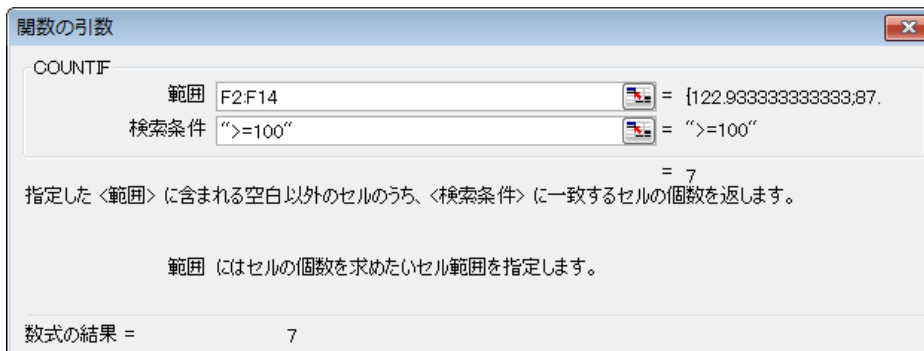 関数の引数
COUNTIF
範囲 F2:F14 = {122.933333333333;87.
検索条件 ">=100" = ">=100"
= 7
指定した <範囲> に含まれる空白以外のセルのうち、<検索条件> に一致するセルの個数を返します。
範囲 にはセルの個数を求めたいセル範囲を指定します。
数式の結果 = 7